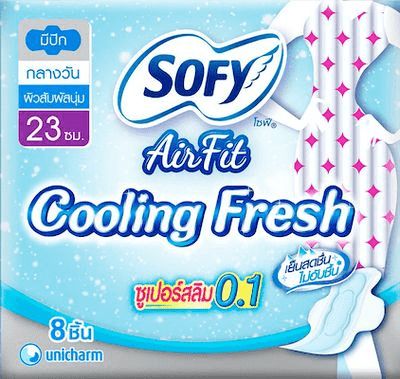 มีปีก
กลางวัน
ผิวสัมผัสนุ่ม
23 ซม.
SOFY
โซฟี®
AirFit
Cooling Fresh
ซูเปอร์สลิม 0.1
เย็นสดชื่น
ไม่อับชื้น
8 ชิ้น
unicharm